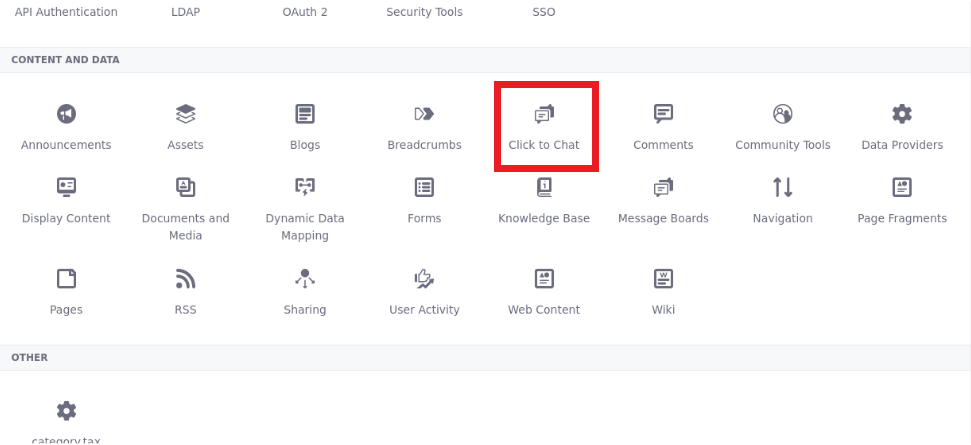 API Authentication LDAP OAuth 2 Security Tools SSO
CONTENT AND DATA
Announcements Assets Blogs Breadcrumbs Click to Chat Comments Community Tools Data Providers
Display Content Documents and Media Dynamic Data Mapping Forms Knowledge Base Message Boards Navigation Page Fragments
Pages RSS Sharing User Activity Web Content Wiki
OTHER
category.tax